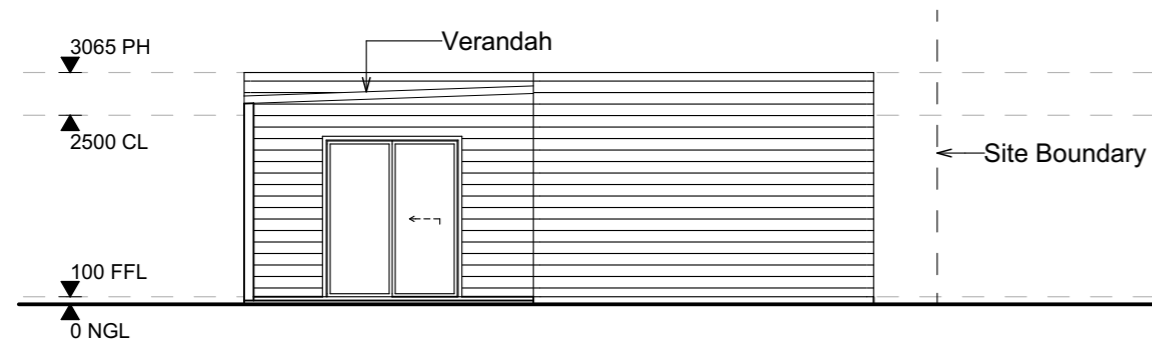 3065 PH
Verandah
2500 CL
Site Boundary
100 FFL
0 NGL